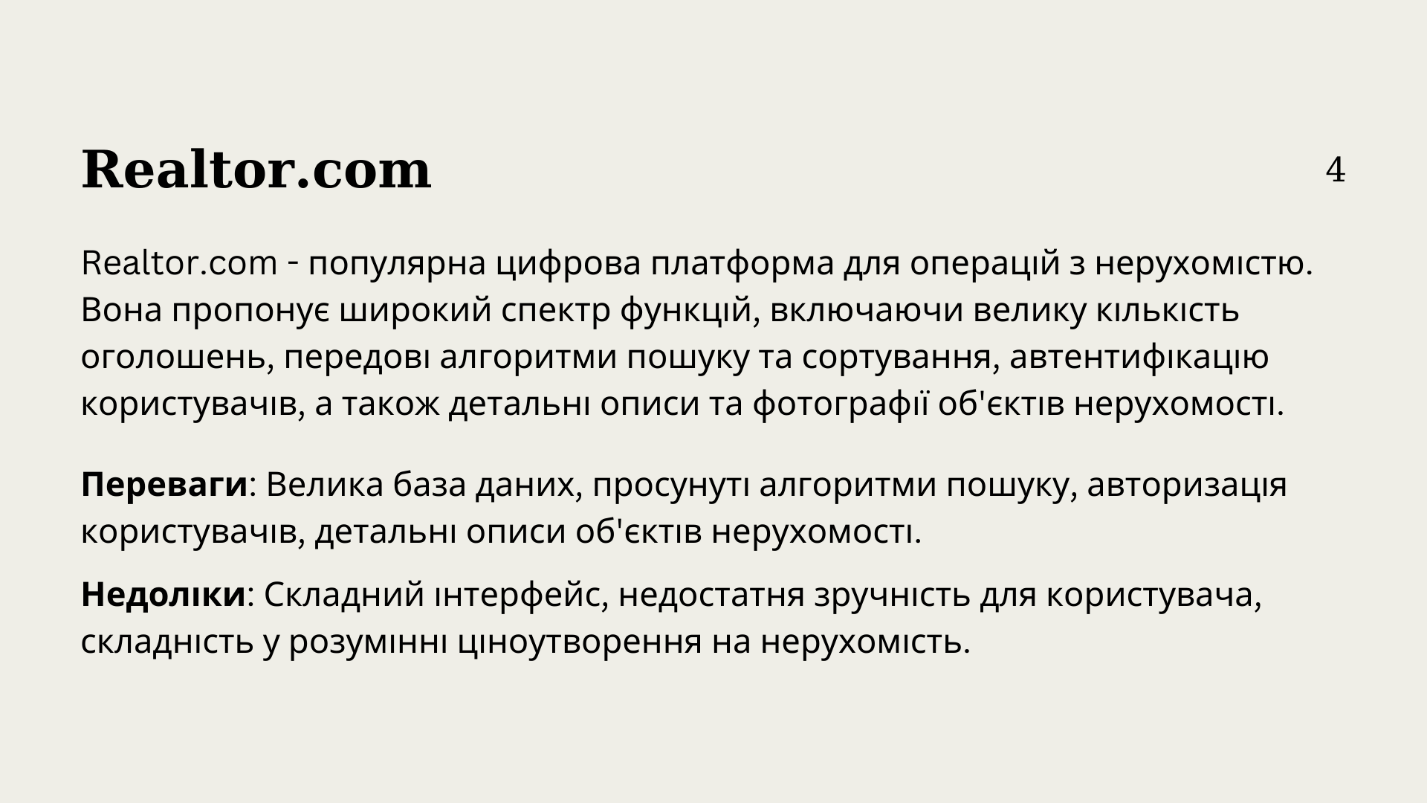 Realtor.com
4
Realtor.com - популярна цифрова платформа для операцій з нерухомістю.
Вона пропонує широкий спектр функцій, включаючи велику кількість
оголошень, передові алгоритми пошуку та сортування, автентифікацію
користувачів, а також детальні описи та фотографії об'єктів нерухомості.
Переваги: Велика база даних, просунуті алгоритми пошуку, авторизація
користувачів, детальні описи об'єктів нерухомості.
Недоліки: Складний інтерфейс, недостатня зручність для користувача,
складність у розумінні ціноутворення на нерухомість.